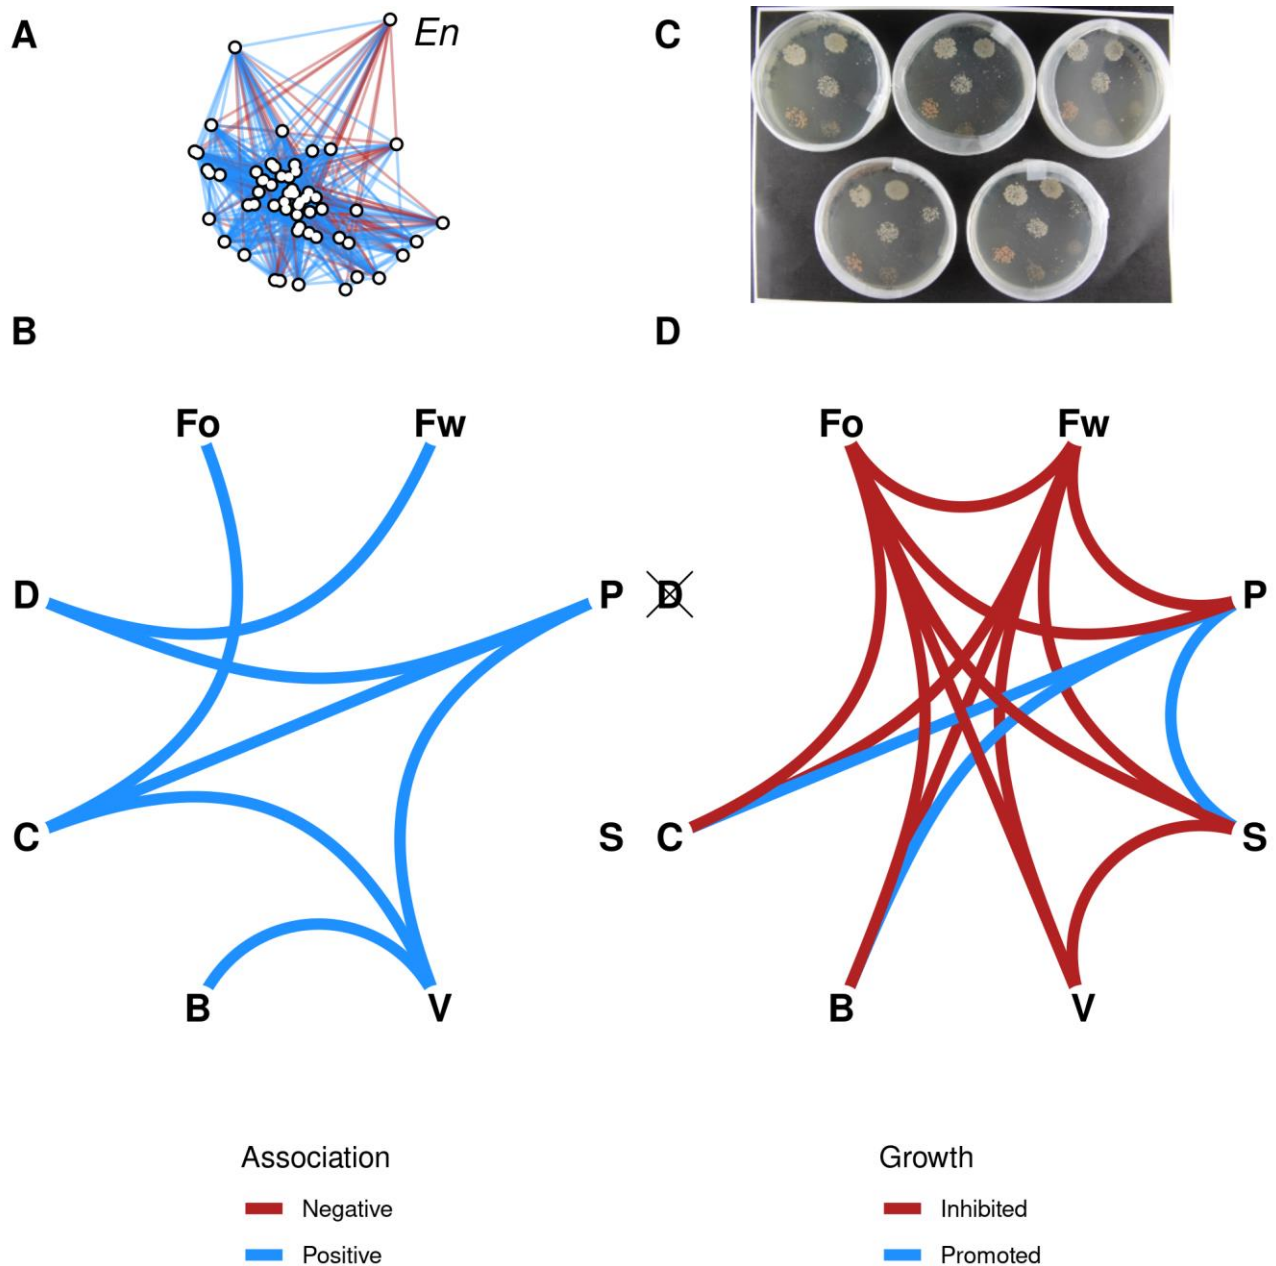 A
En
C
B
D
Fo
Fw
D
P
C
S
B
V
Fo
Fw
D
P
C
S
B
V
Association
Negative
Positive
Growth
Inhibited
Promoted